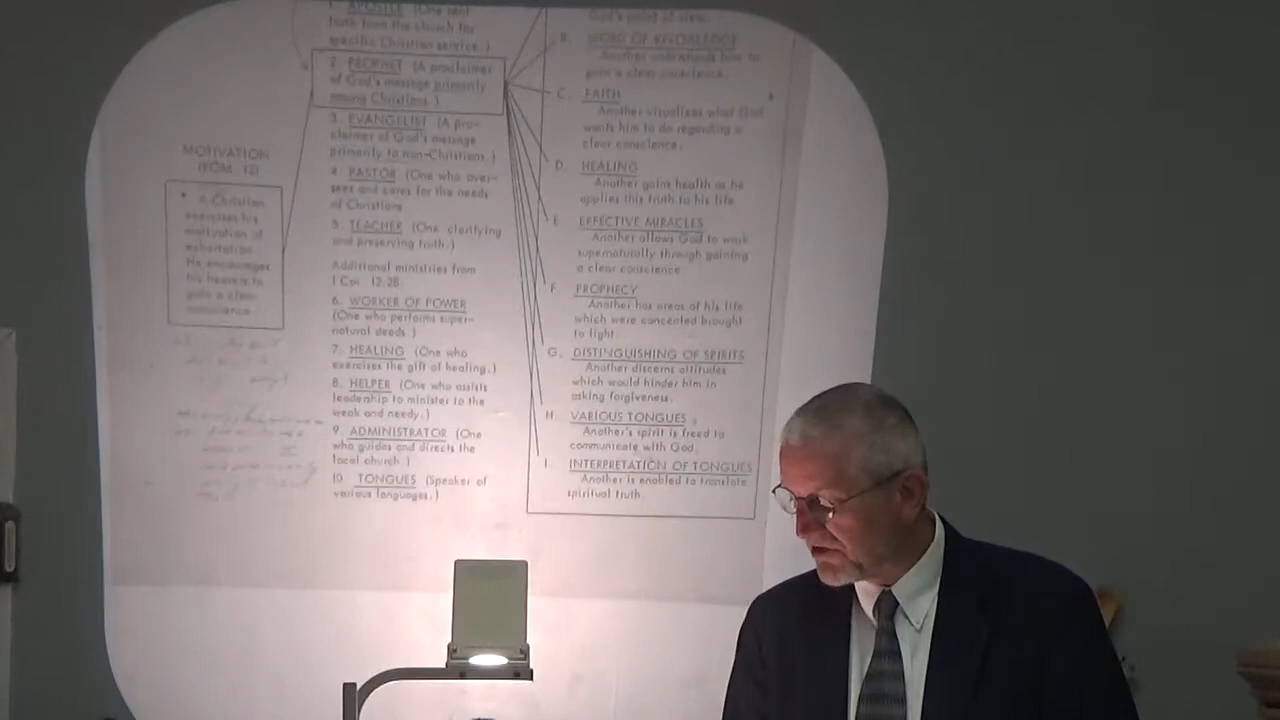 1. APOSTLE (One sent
forth from the church for
specific Christian service.)
2. PROPHET (A proclaimer
of God's message primarily
among Christians.)
3. EVANGELIST (A pro-
claimer of God's message
primarily to non-Christians.)
4. PASTOR (One who over-
sees and cares for the needs
of Christians
5. TEACHER (One clarifying
and preserving truth.)
Additional ministries from
1 Cor. 12:28
6. WORKER OF POWER
(One who performs super-
natural deeds.)
7. HEALING (One who
exercises the gift of healing.)
8. HELPER (One who assists
leadership to minister to the
weak and needy.)
9. ADMINISTRATOR (One
who guides and directs the
local church.)
10. TONGUES (Speaker of
various languages.)
MOTIVATION
(ROM. 12)
• A Christian
exercises his
motivation of
exhortation.
He encourages
his hearers to
gain a clear
conscience.
God's point of view.
B. WORD OF KNOWLEDGE
Another understands how to
gain a clear conscience.
C. FAITH
Another visualizes what God
wants him to do regarding a
clear conscience.
D. HEALING
Another gains health as he
applies this truth to his life
E. EFFECTIVE MIRACLES
Another allows God to work
supernaturally through gaining
a clear conscience
F. PROPHECY
Another has areas of his life
which were concealed brought
to light.
G. DISTINGUISHING OF SPIRITS
Another discerns attitudes
which would hinder him in
asking forgiveness.
H. VARIOUS TONGUES
Another's spirit is freed to
communicate with God.
I. INTERPRETATION OF TONGUES
Another is enabled to translate
spiritual truth.